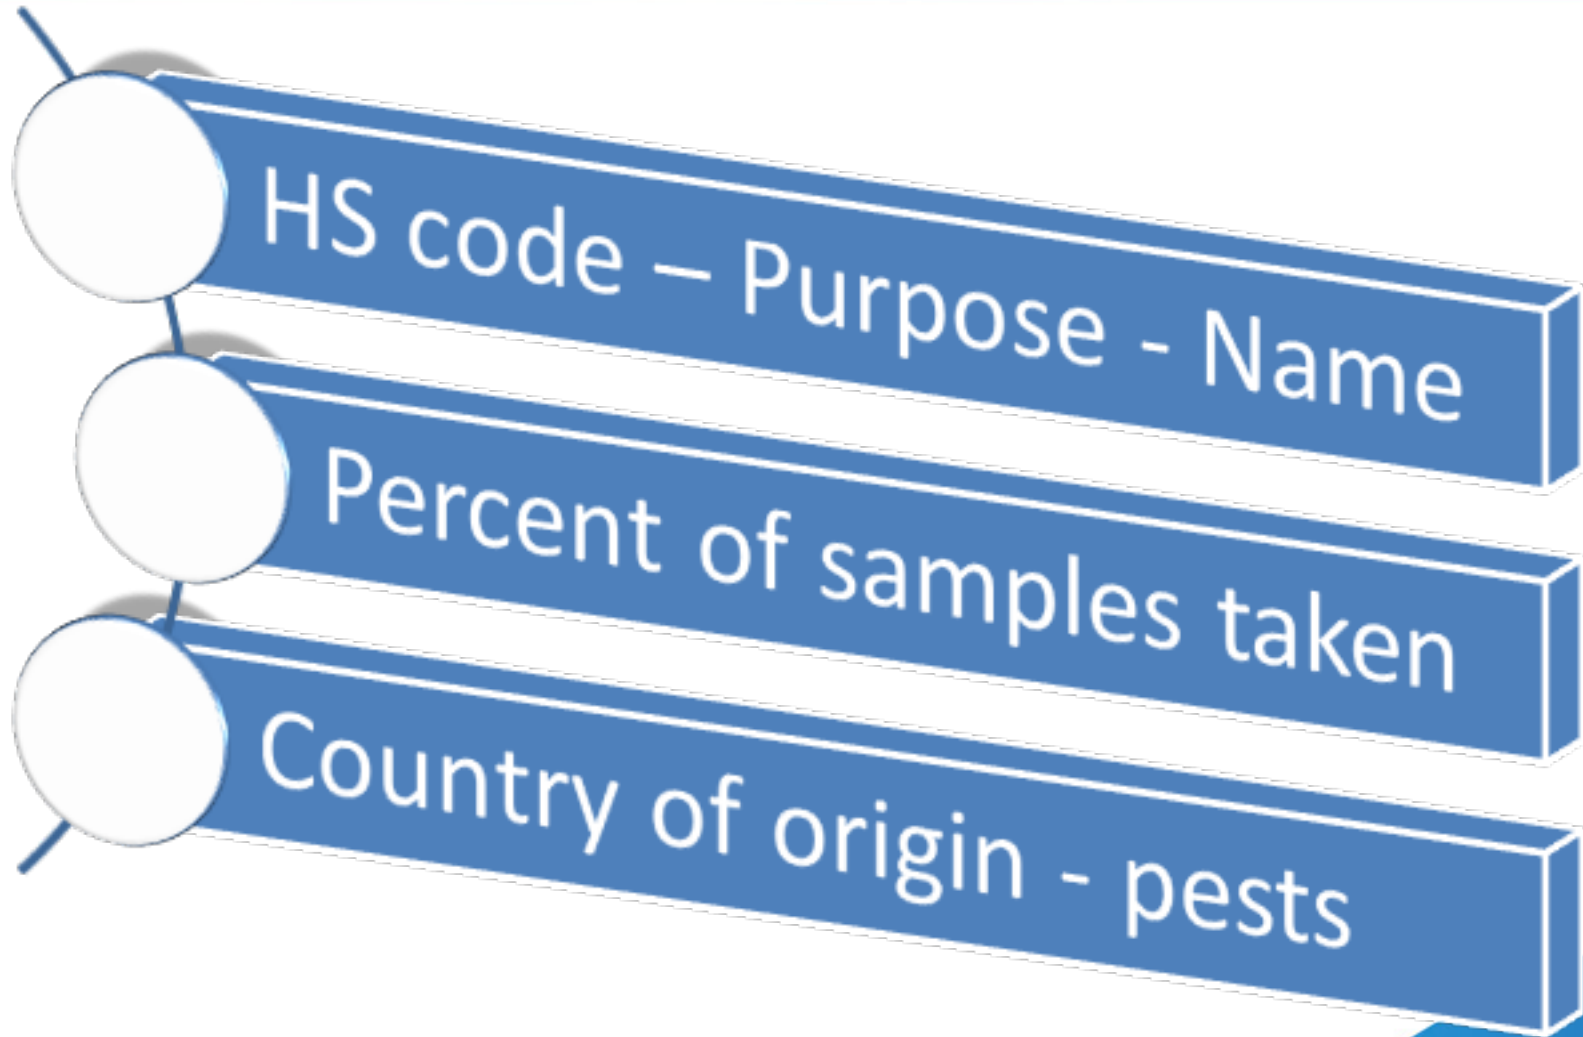 HS code – Purpose - Name
Percent of samples taken
Country of origin - pests